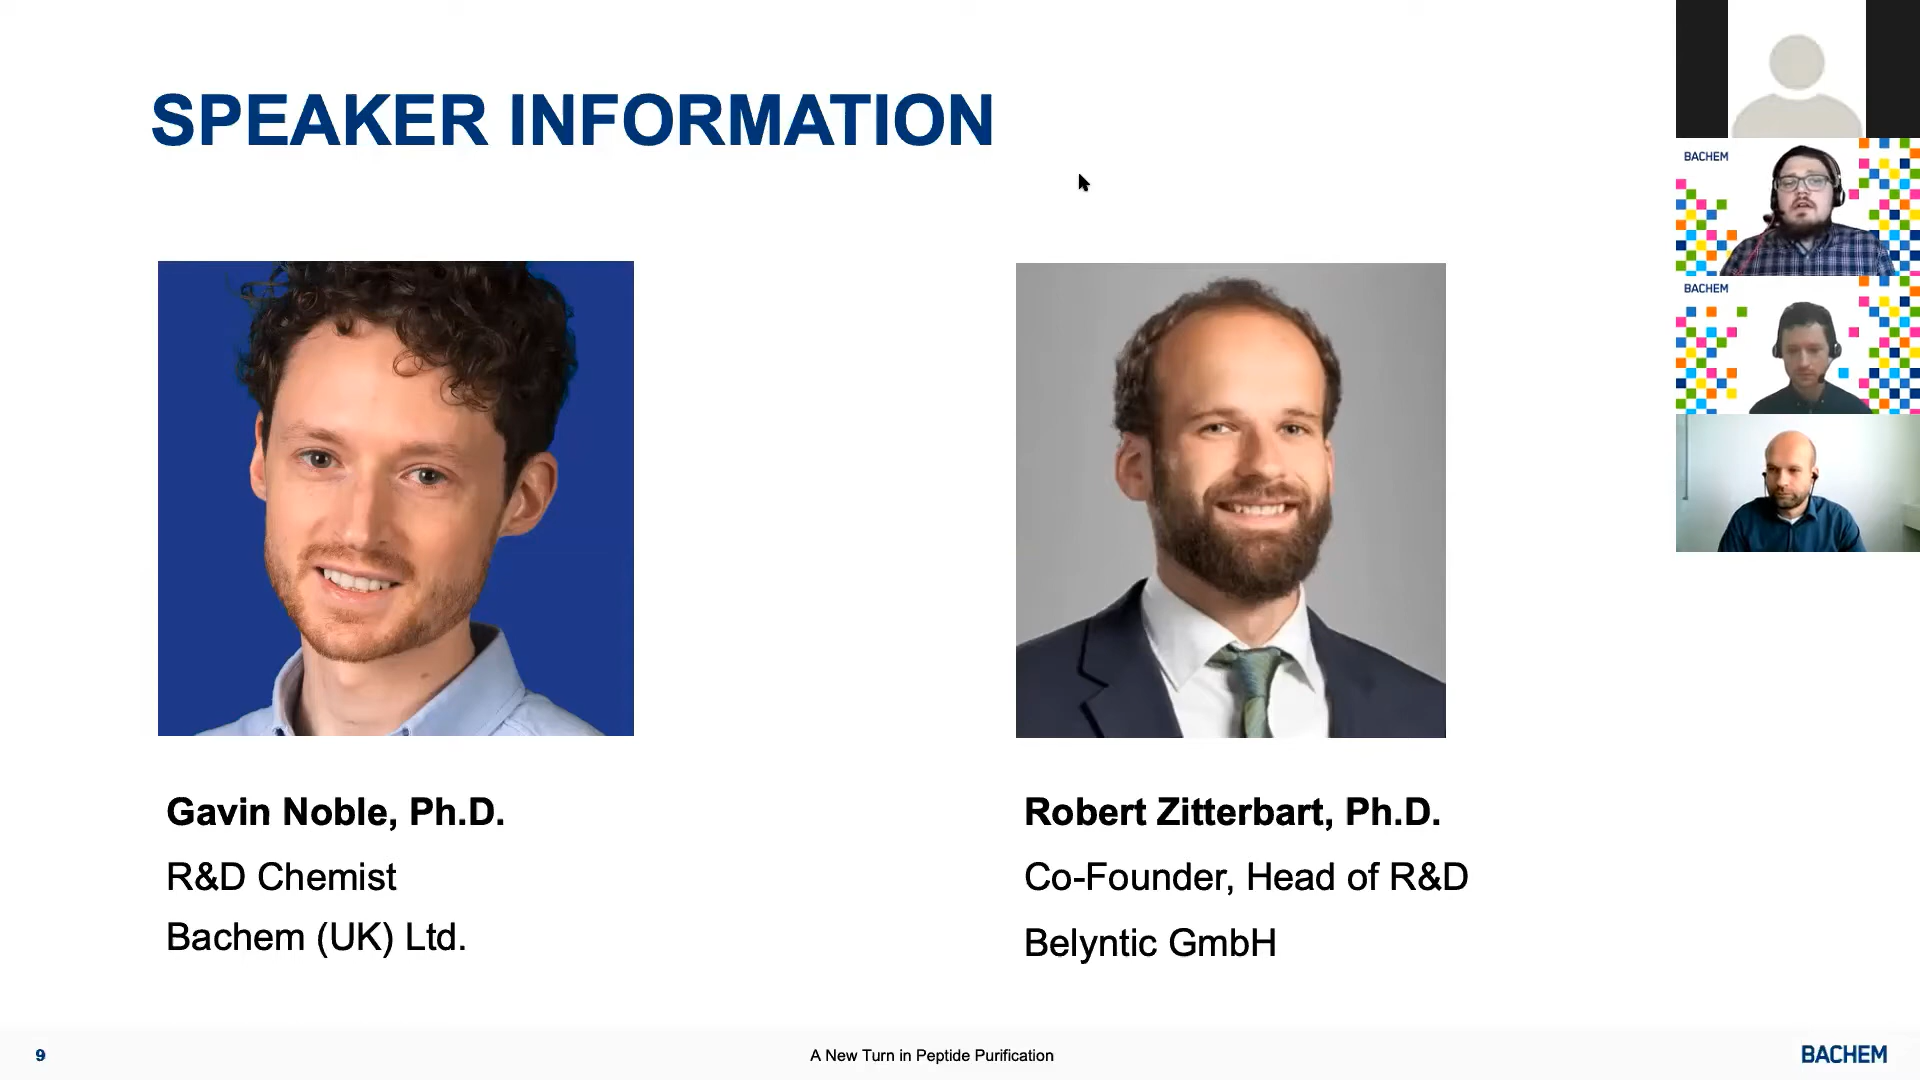 SPEAKER INFORMATION
BACHEM
BACHEM
Gavin Noble, Ph.D.
R&D Chemist
Bachem (UK) Ltd.
Robert Zitterbart, Ph.D.
Co-Founder, Head of R&D
Belyntic GmbH
9
A New Turn in Peptide Purification
BACHEM